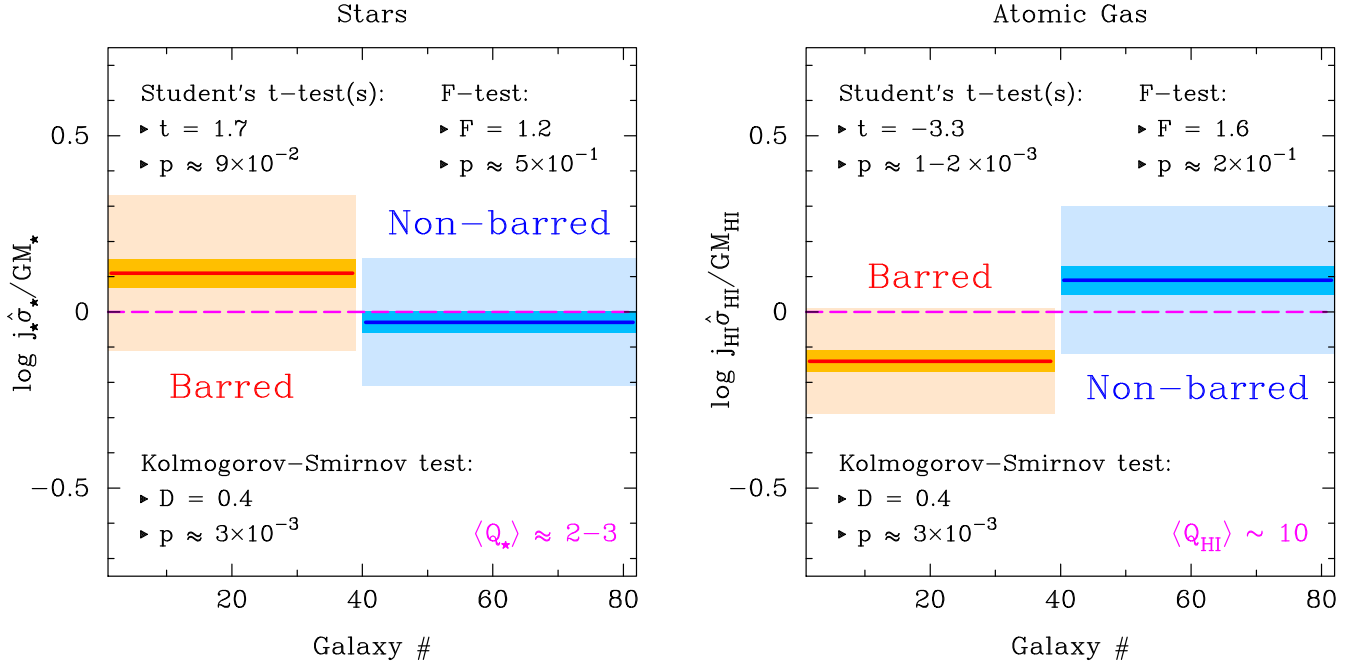 Stars
Student's t−test(s): F−test:
▸ t = 1.7 ▸ F = 1.2
▸ p ≈ 9×10⁻² ▸ p ≈ 5×10⁻¹
Non−barred
Barred
Kolmogorov−Smirnov test:
▸ D = 0.4
▸ p ≈ 3×10⁻³ ⟨Q⋆⟩ ≈ 2−3
0.5
0
−0.5
log j⋆σ̂⋆/GM⋆
20 40 60 80
Galaxy #
Atomic Gas
Student's t−test(s): F−test:
▸ t = −3.3 ▸ F = 1.6
▸ p ≈ 1−2 ×10⁻³ ▸ p ≈ 2×10⁻¹
Barred
Non−barred
Kolmogorov−Smirnov test:
▸ D = 0.4
▸ p ≈ 3×10⁻³ ⟨Q_HI⟩ ~ 10
0.5
0
−0.5
log j_HI σ̂_HI/GM_HI
20 40 60 80
Galaxy #